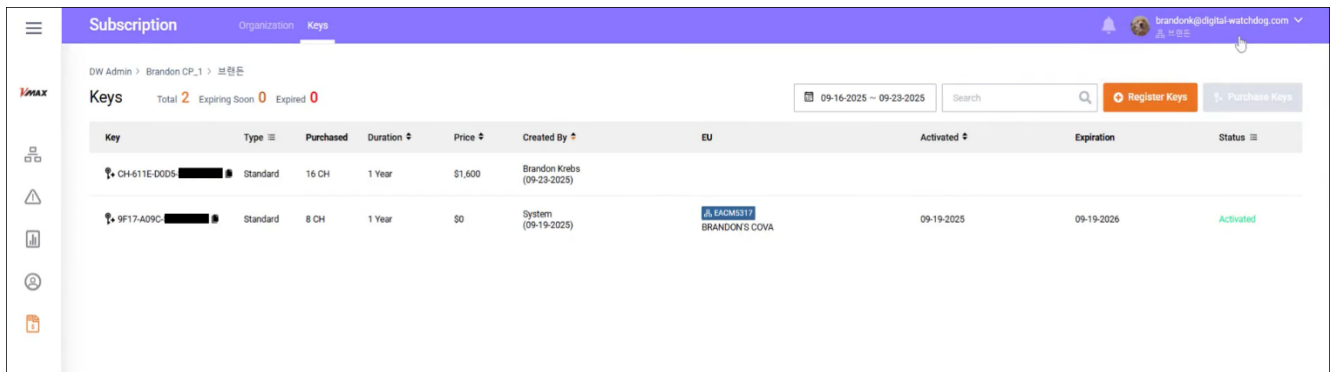 Subscription Organization Keys
brandonk@digital-watchdog.com
브랜든
DW Admin > Brandon CP_1 > 브랜든
VMAX
Keys Total 2 Expiring Soon 0 Expired 0
09-16-2025 ~ 09-23-2025 Search Register Keys Purchase Keys
Key Type Purchased Duration Price Created By EU Activated Expiration Status
CH-611E-D0D5- Standard 16 CH 1 Year $1,600 Brandon Krebs
(09-23-2025)
9F17-A09C- Standard 8 CH 1 Year $0 System
(09-19-2025)
EACM5317
BRANDON'S COVA
09-19-2025 09-19-2026 Activated